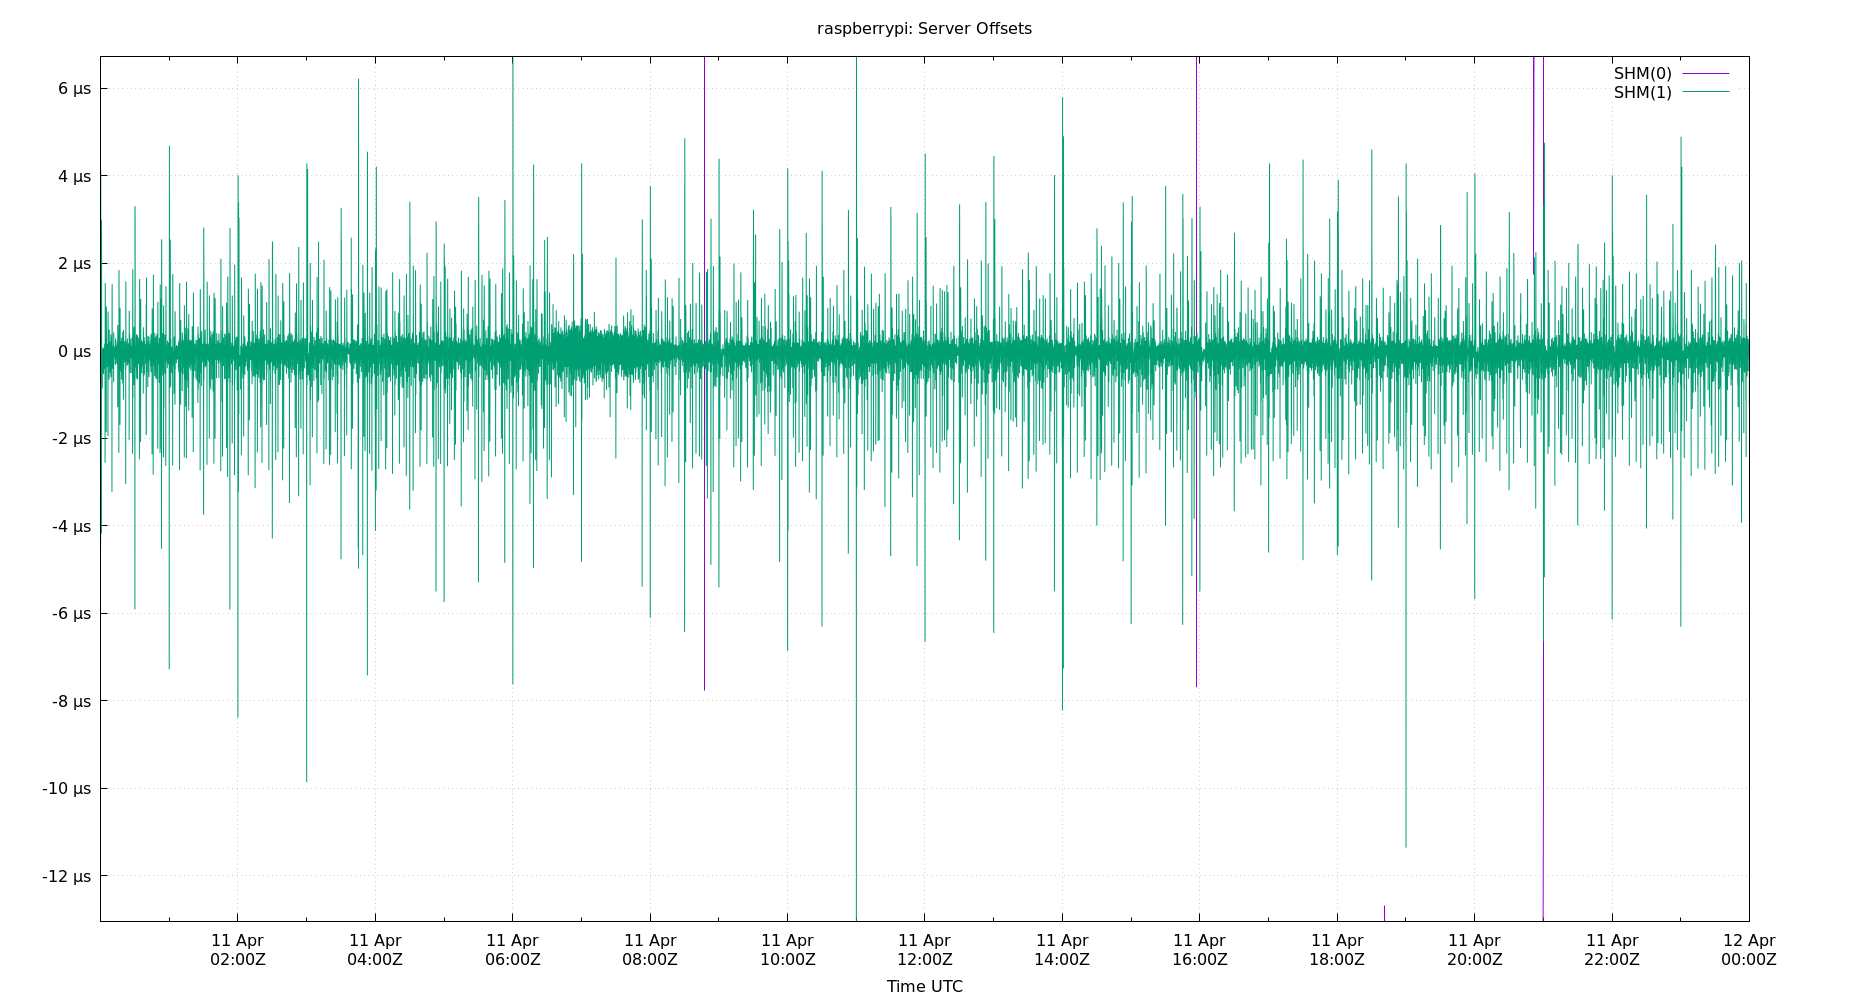 raspberrypi: Server Offsets
SHM(0)
SHM(1)
6 µs
4 µs
2 µs
0 µs
-2 µs
-4 µs
-6 µs
-8 µs
-10 µs
-12 µs
11 Apr 11 Apr 11 Apr 11 Apr 11 Apr 11 Apr 11 Apr 11 Apr 11 Apr 11 Apr 11 Apr 12 Apr
02:00Z 04:00Z 06:00Z 08:00Z 10:00Z 12:00Z 14:00Z 16:00Z 18:00Z 20:00Z 22:00Z 00:00Z
Time UTC